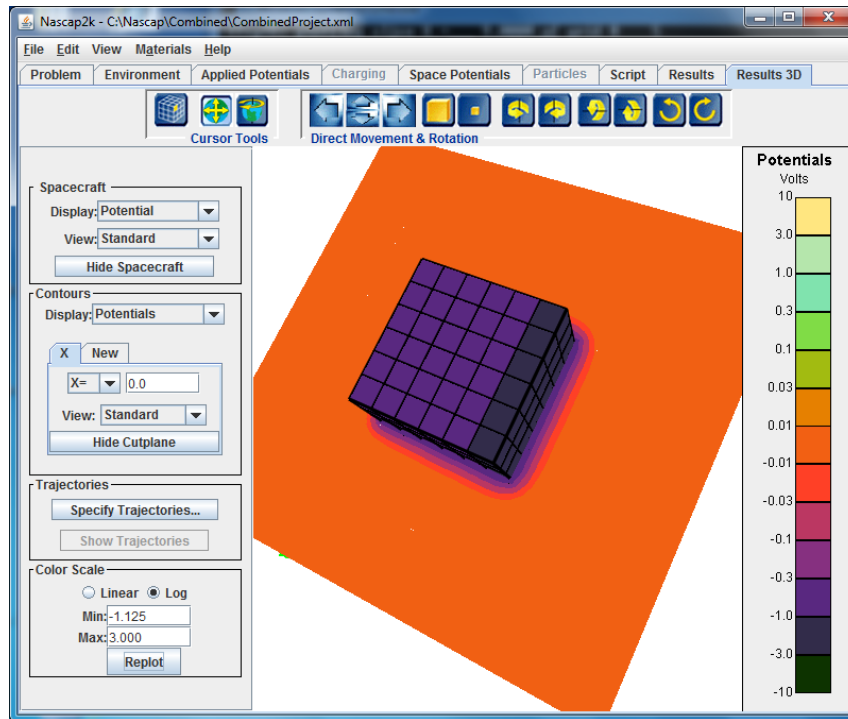 Nascap2k - C:\Nascap\Combined\CombinedProject.xml
File Edit View Materials Help
Problem Environment Applied Potentials Charging Space Potentials Particles Script Results Results 3D
Cursor Tools Direct Movement & Rotation
Spacecraft
Display: Potential
View: Standard
Hide Spacecraft
Contours
Display: Potentials
X New
X= 0.0
View: Standard
Hide Cutplane
Trajectories
Specify Trajectories...
Show Trajectories
Color Scale
Linear Log
Min: -1.125
Max: 3.000
Replot
Potentials
Volts
10
3.0
1.0
0.3
0.1
0.03
0.01
-0.01
-0.03
-0.1
-0.3
-1.0
-3.0
-10